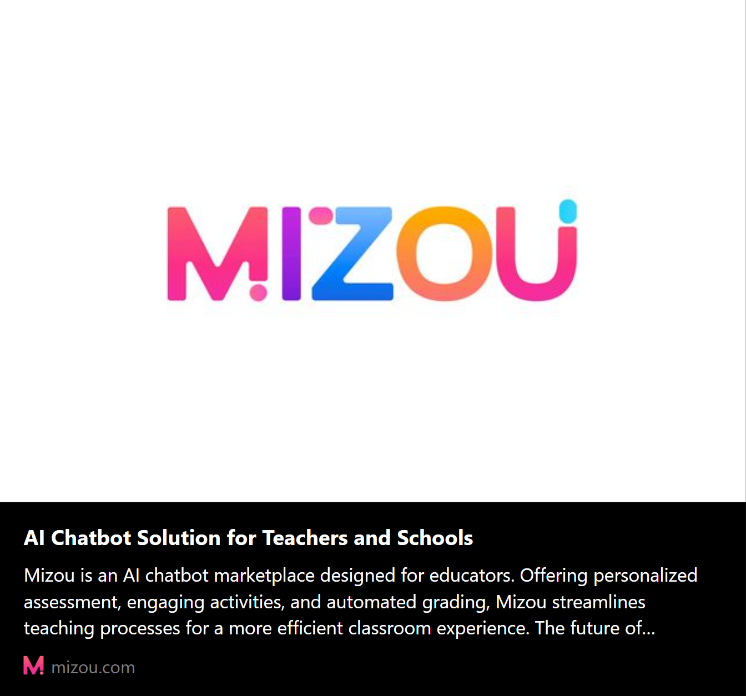 MIZOU
AI Chatbot Solution for Teachers and Schools
Mizou is an AI chatbot marketplace designed for educators. Offering personalized
assessment, engaging activities, and automated grading, Mizou streamlines
teaching processes for a more efficient classroom experience. The future of...
M mizou.com